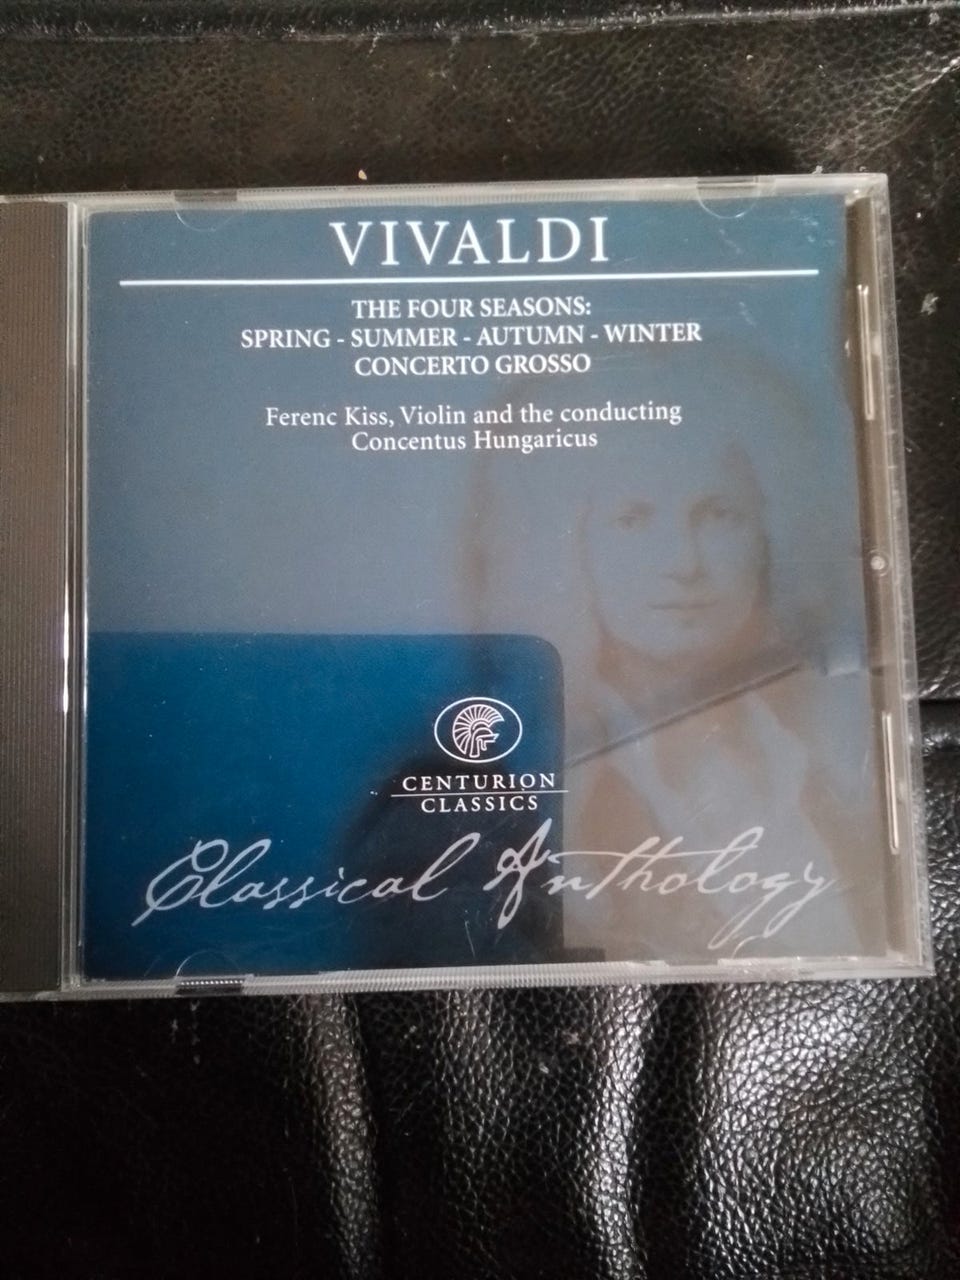 VIVALDI
THE FOUR SEASONS:
SPRING - SUMMER - AUTUMN - WINTER
CONCERTO GROSSO
Ferenc Kiss, Violin and the conducting
Concentus Hungaricus
CENTURION
CLASSICS
Classical Anthology